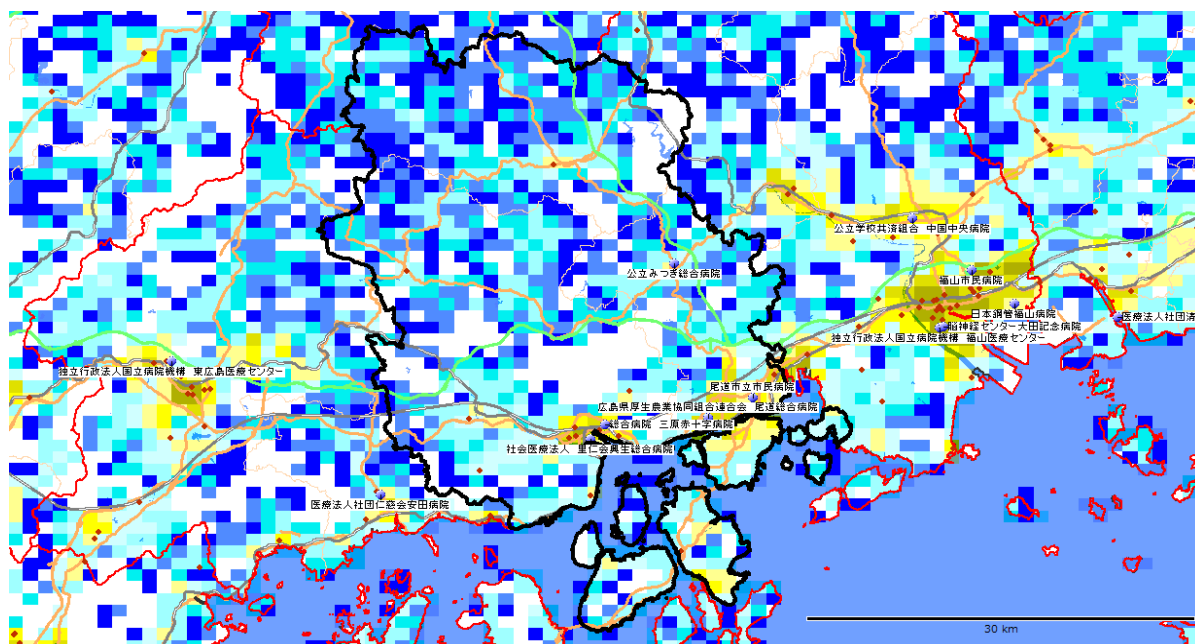 公立学校共済組合　中国中央病院
公立みつぎ総合病院
福山市民病院
日本鋼管福山病院
医療法人社団済
脳神経センター大田記念病院
独立行政法人国立病院機構　福山医療センター
独立行政法人国立病院機構　東広島医療センター
尾道市立市民病院
広島県厚生農業協同組合連合会　尾道総合病院
総合病院　三原赤十字病院
社会医療法人　里仁会興生総合病院
医療法人社団仁慈会安田病院
30 km